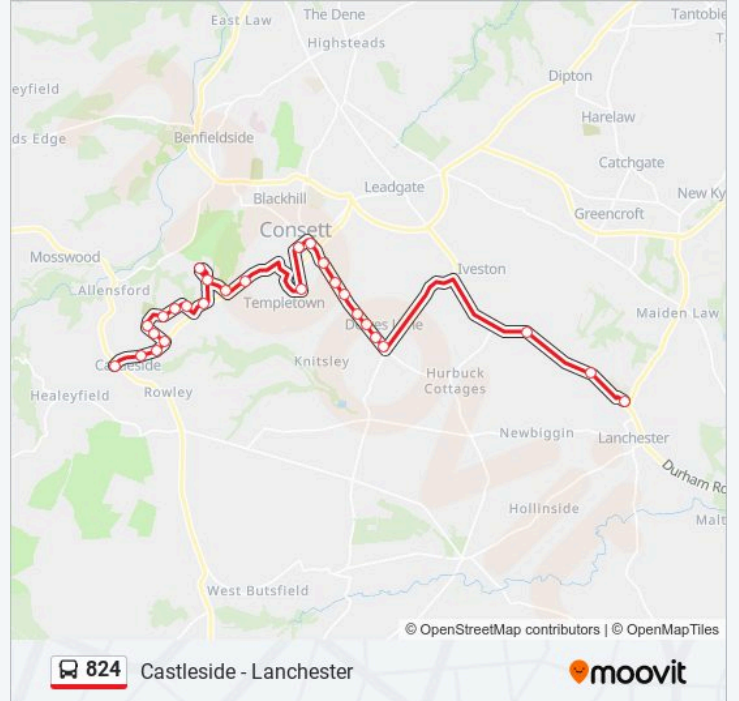 The Dene
Tantobie
East Law
Highsteads
Dipton
eyfield
Harelaw
ds Edge
Benfieldside
Catchgate
Leadgate
New Ky
Blackhill
Greencroft
Consett
Mosswood
Iveston
Allensford
Templetown
Maiden Law
Knitsley
Castleside
Hurbuck
Cottages
Rowley
Healeyfield
Newbiggin
Lanchester
Durham Rd
Hollinside
Malt
West Butsfield
© OpenStreetMap contributors | © OpenMapTiles
824 Castleside - Lanchester
moovit